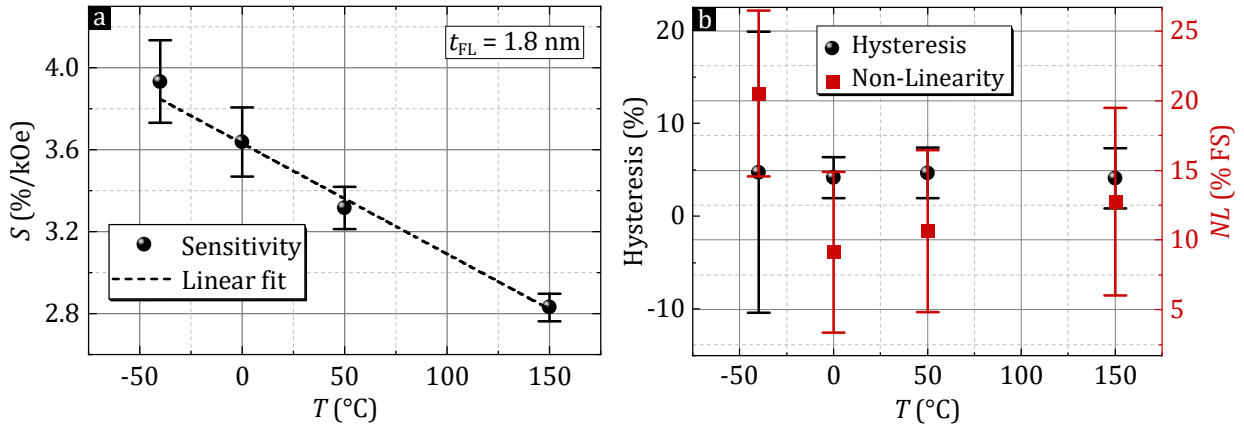 a
t_FL = 1.8 nm
S (%/kOe)
4.0
3.6
3.2
2.8
Sensitivity
Linear fit
-50
0
50
100
150
T (°C)
b
Hysteresis
Non-Linearity
Hysteresis (%)
20
10
0
-10
NL (% FS)
25
20
15
10
5
-50
0
50
100
150
T (°C)